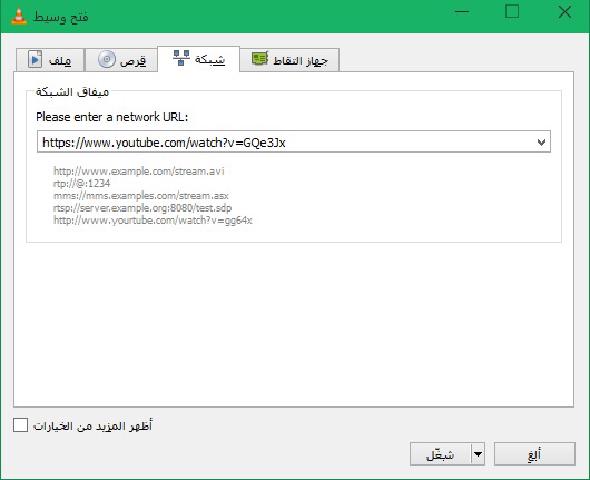 فتح وسيط
ملف
قرص
شبكة
جهاز التقاط
ميفاق الشبكة
Please enter a network URL:
https://www.youtube.com/watch?v=GQe3Jx
http://www.example.com/stream.avi
rtp://@:1234
mms://mms.examples.com/stream.asx
rtsp://server.example.org:8080/test.sdp
http://www.yourtube.com/watch?v=gg64x
أظهر المزيد من الخيارات
شغّل
ألغِ